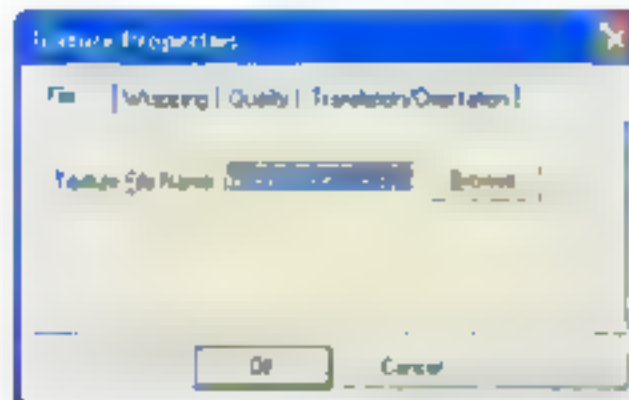 Texture Properties
File | Wrapping | Quality | Translation/Orientation |
Texture File Name Browse
OK Cancel